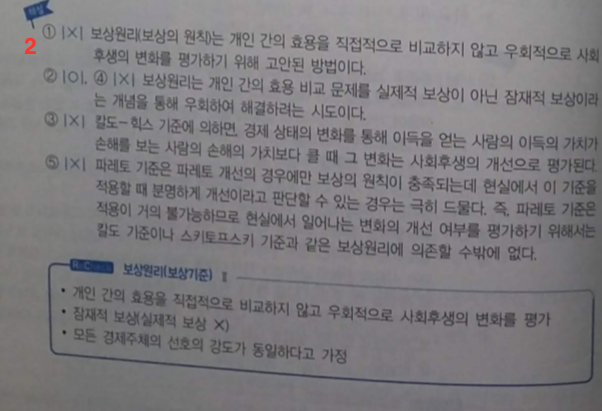 해설
2
① |×| 보상원리(보상의 원칙)는 개인 간의 효용을 직접적으로 비교하지 않고 우회적으로 사회
후생의 변화를 평가하기 위해 고안된 방법이다.
② |○|, ④ |×| 보상원리는 개인 간의 효용 비교 문제를 실제적 보상이 아닌 잠재적 보상이라
는 개념을 통해 우회하여 해결하려는 시도이다.
③ |×| 칼도-힉스 기준에 의하면, 경제 상태의 변화를 통해 이득을 얻는 사람의 이득의 가치가
손해를 보는 사람의 손해의 가치보다 클 때 그 변화는 사회후생의 개선으로 평가된다.
⑤ |×| 파레토 기준은 파레토 개선의 경우에만 보상의 원칙이 충족되는데 현실에서 이 기준을
적용할 때 분명하게 개선이라고 판단할 수 있는 경우는 극히 드물다. 즉, 파레토 기준은
적용이 거의 불가능하므로 현실에서 일어나는 변화의 개선 여부를 평가하기 위해서는
칼도 기준이나 스키토프스키 기준과 같은 보상원리에 의존할 수밖에 없다.
보상원리(보상기준) Ⅱ
• 개인 간의 효용을 직접적으로 비교하지 않고 우회적으로 사회후생의 변화를 평가
• 잠재적 보상(실제적 보상 ×)
• 모든 경제주체의 선호의 강도가 동일하다고 가정